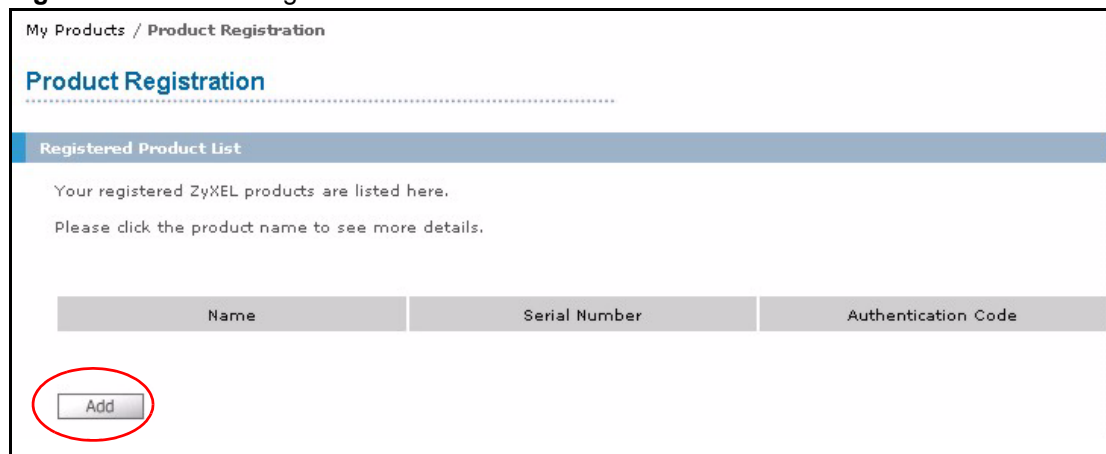 My Products / Product Registration
Product Registration
Registered Product List
Your registered ZyXEL products are listed here.
Please click the product name to see more details.
Name Serial Number Authentication Code
Add